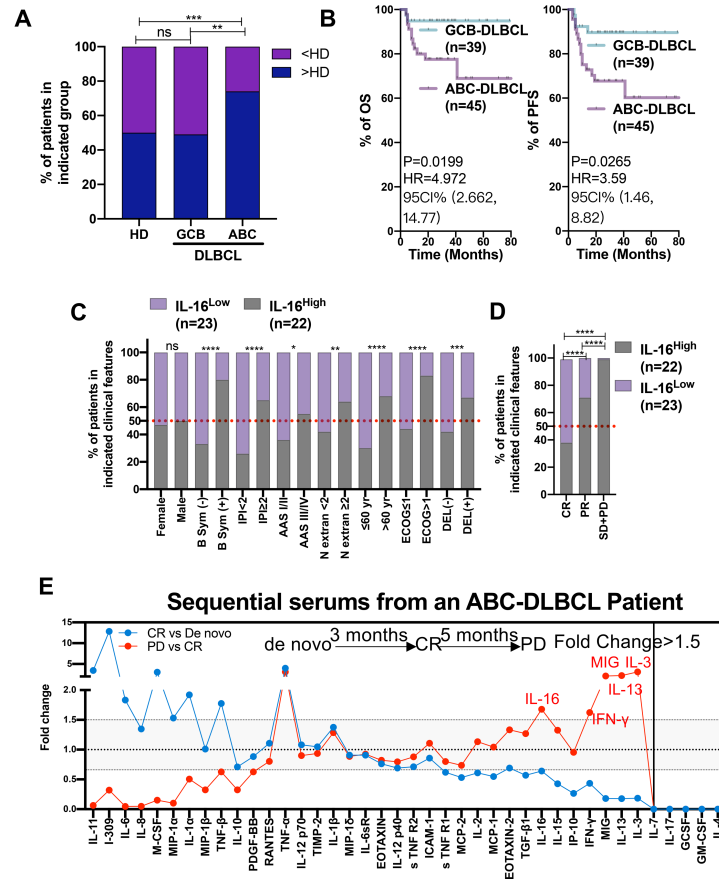 A
***
ns
**
% of patients in
indicated group
100
80
60
40
20
0
<HD
>HD
HD
GCB
ABC
DLBCL
B
% of OS
100
80
60
40
20
0
GCB-DLBCL
(n=39)
ABC-DLBCL
(n=45)
P=0.0199
HR=4.972
95CI% (2.662,
14.77)
0 20 40 60 80
Time (Months)
% of PFS
100
80
60
40
20
0
GCB-DLBCL
(n=39)
ABC-DLBCL
(n=45)
P=0.0265
HR=3.59
95CI% (1.46,
8.82)
0 20 40 60 80
Time (Months)
C
IL-16Low
(n=23)
IL-16High
(n=22)
ns **** **** * ** **** **** ***
% of patients in
indicated clinical features
100
80
60
50
40
20
0
Female
Male
B Sym (-)
B Sym (+)
IPI<2
IPI≥2
AAS I/II
AAS III/IV
N extran <2
N extran ≥2
≤60 yr
>60 yr
ECOG≤1
ECOG>1
DEL(-)
DEL(+)
D
****
****
****
% of patients in
indicated clinical features
100
80
60
50
40
20
0
IL-16High
(n=22)
IL-16Low
(n=23)
CR
PR
SD+PD
E
Sequential serums from an ABC-DLBCL Patient
Fold change
15
10
5
2.0
1.5
1.0
0.5
0.0
CR vs De novo
PD vs CR
de novo 3 months CR 5 months PD Fold Change>1.5
MIG IL-3
IL-16 IL-13
IFN-γ
IL-11
I-309
IL-6
IL-8
M-CSF
MIP-1α
IL-1α
MIP-1β
TNF-β
IL-10
PDGF-BB
RANTES
TNF-α
IL-12 p70
TIMP-2
IL-1β
MIP-1δ
IL-6sR
EOTAXIN
IL-12 p40
s TNF R2
ICAM-1
s TNF R1
MCP-2
IL-2
MCP-1
EOTAXIN-2
TGF-β1
IL-16
IL-15
IP-10
IFN-γ
MIG
IL-13
IL-3
IL-7
IL-17
GCSF
GM-CSF
IL-4